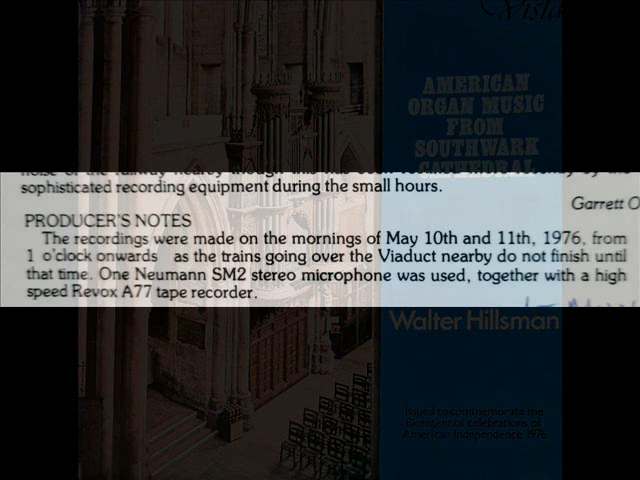 Vista
AMERICAN
ORGAN MUSIC
FROM
SOUTHWARK
CATHEDRAL
sophisticated recording equipment during the small hours.
Garrett O
PRODUCER'S NOTES
The recordings were made on the mornings of May 10th and 11th, 1976, from
1 o'clock onwards as the trains going over the Viaduct nearby do not finish until
that time. One Neumann SM2 stereo microphone was used, together with a high
speed Revox A77 tape recorder.
Walter Hillsman
Issued to commemorate the
Bicentennial celebrations of
American Independence 1976